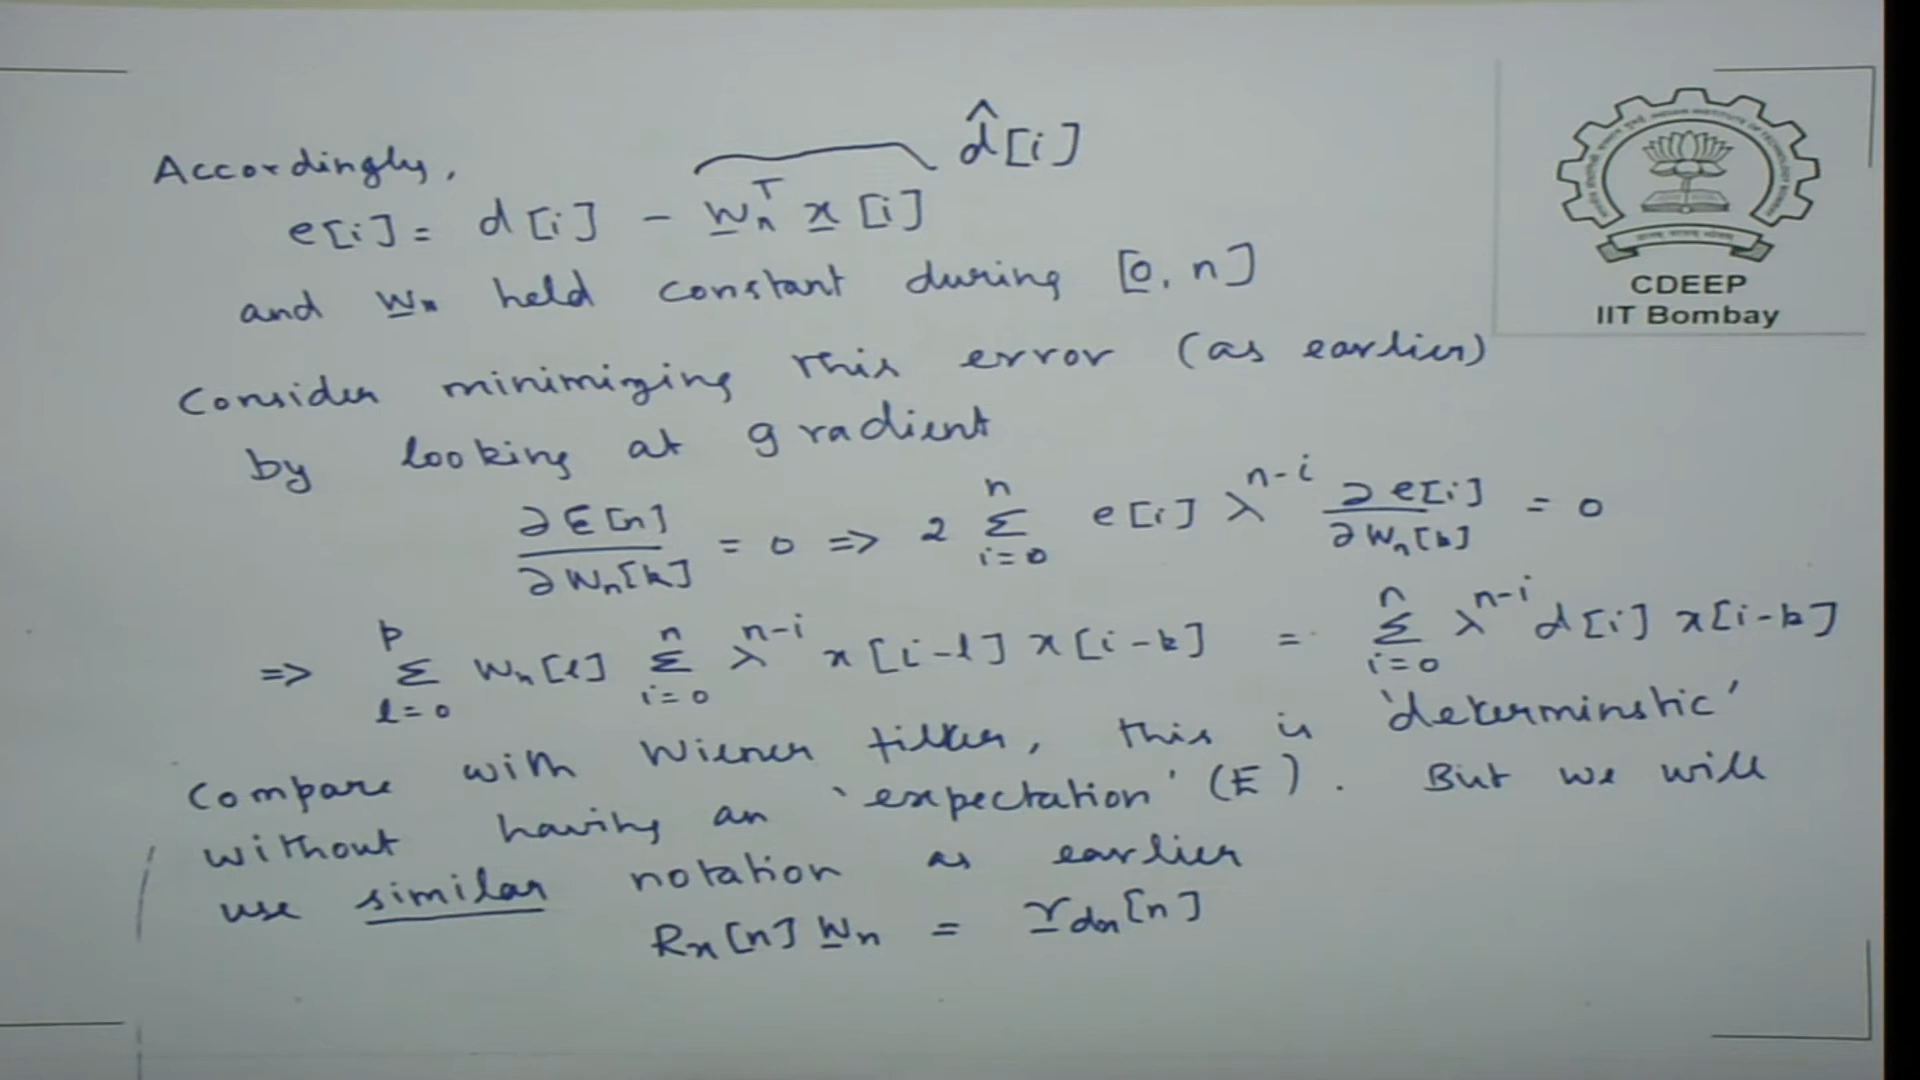 Accordingly,
d̂[i]
e[i] = d[i] - w_n^T x[i]
and w_n held constant during [0, n]
Consider minimizing this error (as earlier)
by looking at gradient
∂E[n]/∂w_n[k] = 0 => 2 Σ_{i=0}^{n} e[i] λ^{n-i} ∂e[i]/∂w_n[k] = 0
=> Σ_{l=0}^{p} w_n[l] Σ_{i=0}^{n} λ^{n-i} x[i-l] x[i-k] = Σ_{i=0}^{n} λ^{n-i} d[i] x[i-k]
Compare with Wiener filter, this is 'determinstic'
without having an 'expectation' (E). But we will
use similar notation as earlier
R_x[n] w_n = r_dx[n]
CDEEP
IIT Bombay